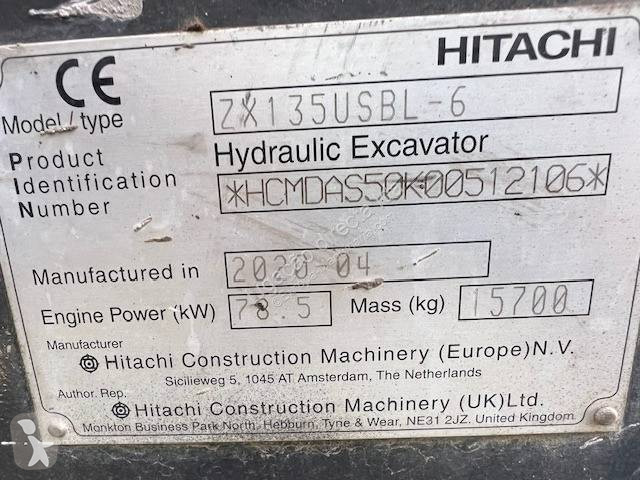 CE HITACHI
Model/type ZX135USBL-6
Product Hydraulic Excavator
Identification *HCMDAS50K00512106*
Number
Manufactured in 2020 04
Engine Power (kW) 78.5 Mass (kg) 15700
Manufacturer
Hitachi Construction Machinery (Europe)N.V.
Sicilieweg 5, 1045 AT Amsterdam, The Netherlands
Author. Rep.
Hitachi Construction Machinery (UK)Ltd.
Monkton Business Park North, Hebburn, Tyne & Wear, NE31 2JZ. United Kingdom